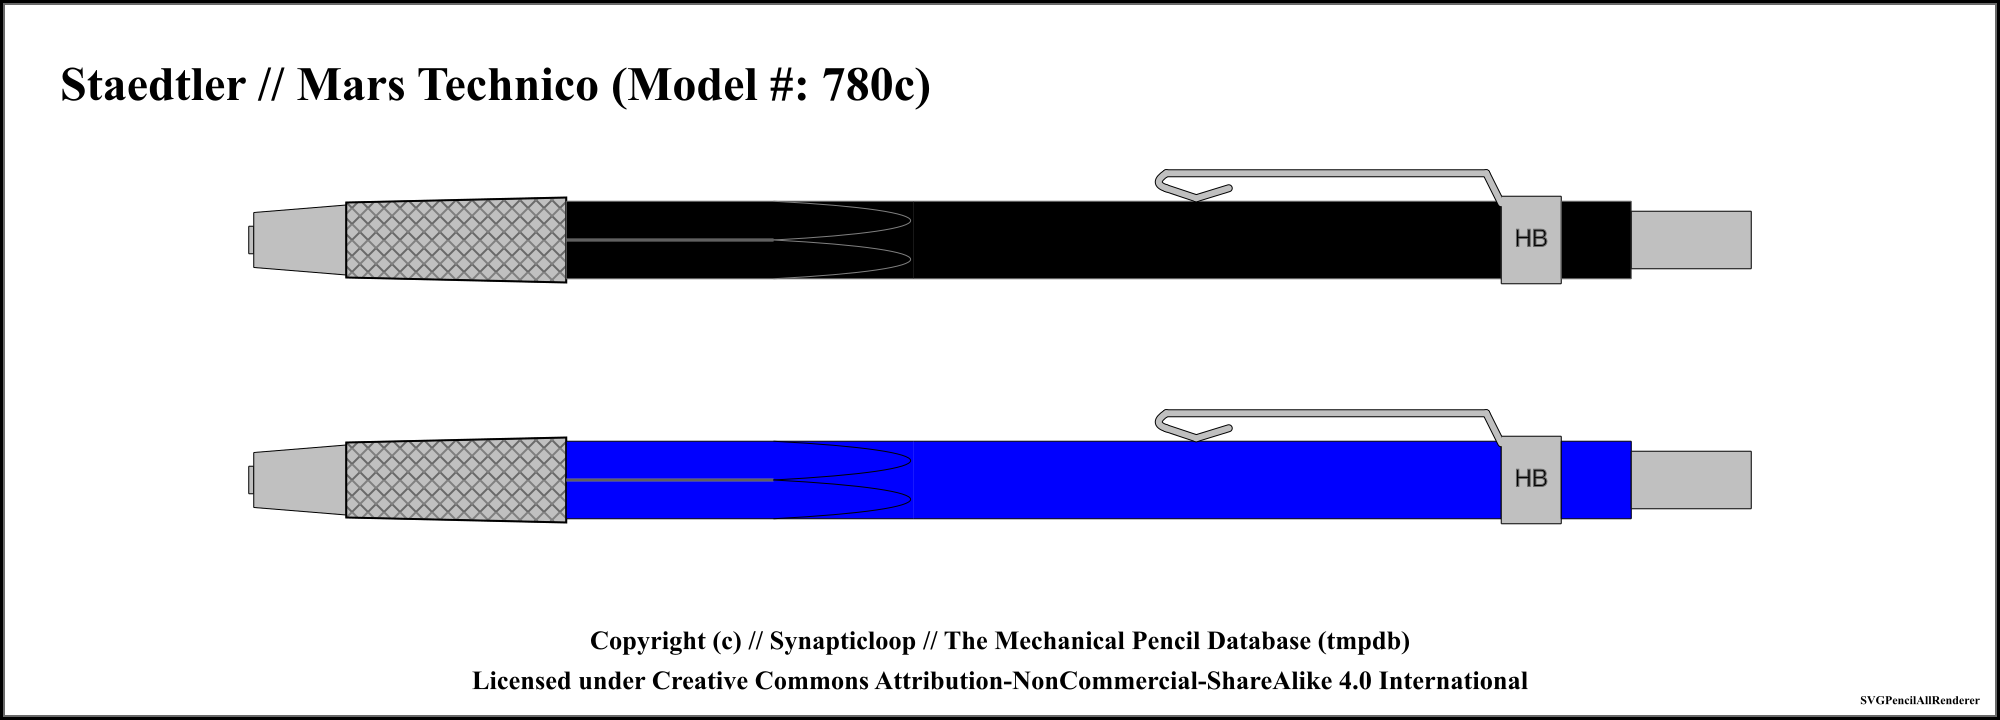 Staedtler // Mars Technico (Model #: 780c)
HB
HB
Copyright (c) // Synapticloop // The Mechanical Pencil Database (tmpdb)
Licensed under Creative Commons Attribution-NonCommercial-ShareAlike 4.0 International
SVGPencilAllRenderer